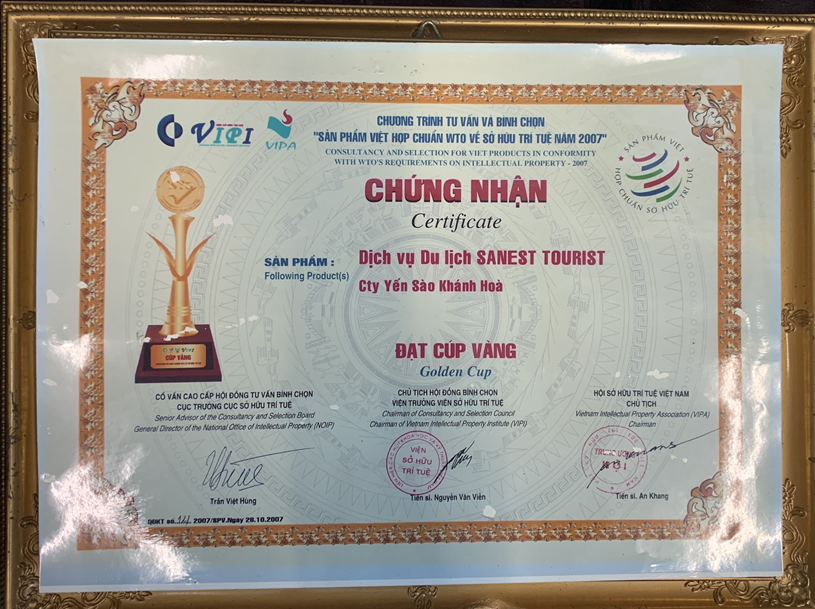 VIPI
VIPA
CHƯƠNG TRÌNH TƯ VẤN VÀ BÌNH CHỌN
"SẢN PHẨM VIỆT HỢP CHUẨN WTO VỀ SỞ HỮU TRÍ TUỆ NĂM 2007"
CONSULTANCY AND SELECTION FOR VIET PRODUCTS IN CONFORMITY
WITH WTO'S REQUIREMENTS ON INTELLECTUAL PROPERTY - 2007
SẢN PHẨM VIỆT
HỢP CHUẨN SỞ HỮU TRÍ TUỆ
CHỨNG NHẬN
Certificate
SẢN PHẨM :
Following Product(s)
Dịch vụ Du lịch SANEST TOURIST
Cty Yến Sào Khánh Hoà
CÚP VÀNG
ĐẠT CÚP VÀNG
Golden Cup
CỐ VẤN CAO CẤP HỘI ĐỒNG TƯ VẤN BÌNH CHỌN
CỤC TRƯỞNG CỤC SỞ HỮU TRÍ TUỆ
Senior Advisor of the Consultancy and Selection Board
General Director of the National Office of Intellectual Property (NOIP)
Trần Việt Hùng
CHỦ TỊCH HỘI ĐỒNG BÌNH CHỌN
VIỆN TRƯỞNG VIỆN SỞ HỮU TRÍ TUỆ
Chairman of Consultancy and Selection Council
Chairman of Vietnam Intellectual Property Institute (VIPI)
VIỆN
SỞ HỮU
TRÍ TUỆ
Tiến sĩ. Nguyễn Văn Viễn
HỘI SỞ HỮU TRÍ TUỆ VIỆT NAM
CHỦ TỊCH
Vietnam Intellectual Property Association (VIPA)
Chairman
TRUNG ƯƠNG
Tiến sĩ. An Khang
QĐKT số 2007/SPV.Ngày 28.10.2007